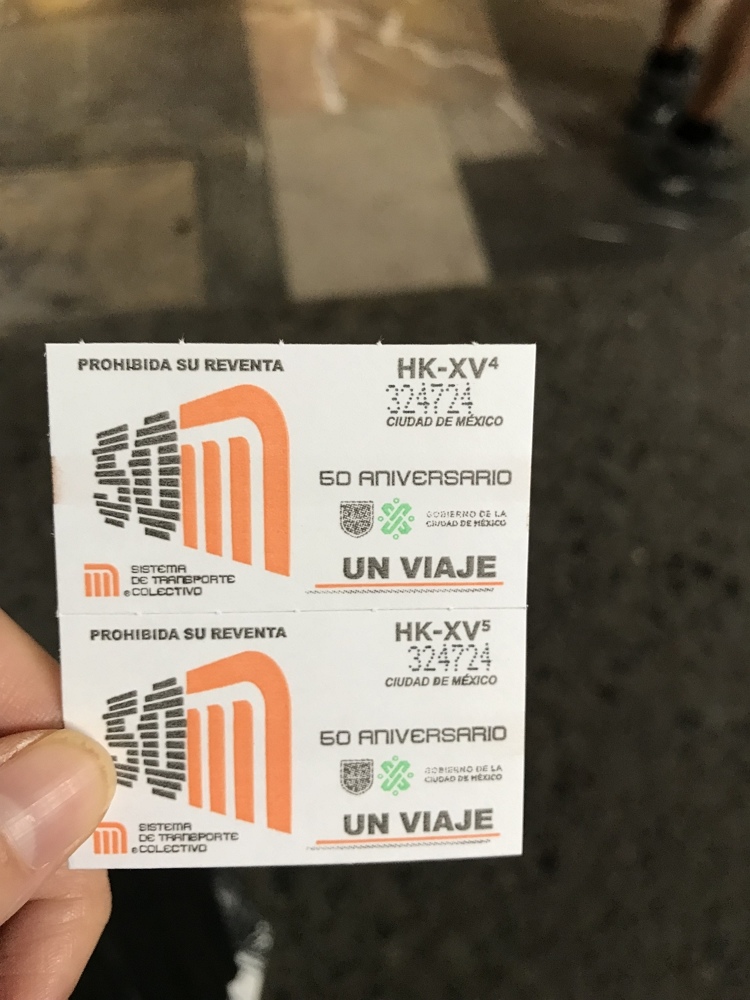 PROHIBIDA SU REVENTA
HK-XV⁴
324724
CIUDAD DE MÉXICO
50
50 ANIVERSARIO
GOBIERNO DE LA
CIUDAD DE MÉXICO
UN VIAJE
SISTEMA
DE TRANSPORTE
COLECTIVO
PROHIBIDA SU REVENTA
HK-XV⁵
324724
CIUDAD DE MÉXICO
50
50 ANIVERSARIO
GOBIERNO DE LA
CIUDAD DE MÉXICO
UN VIAJE
SISTEMA
DE TRANSPORTE
COLECTIVO